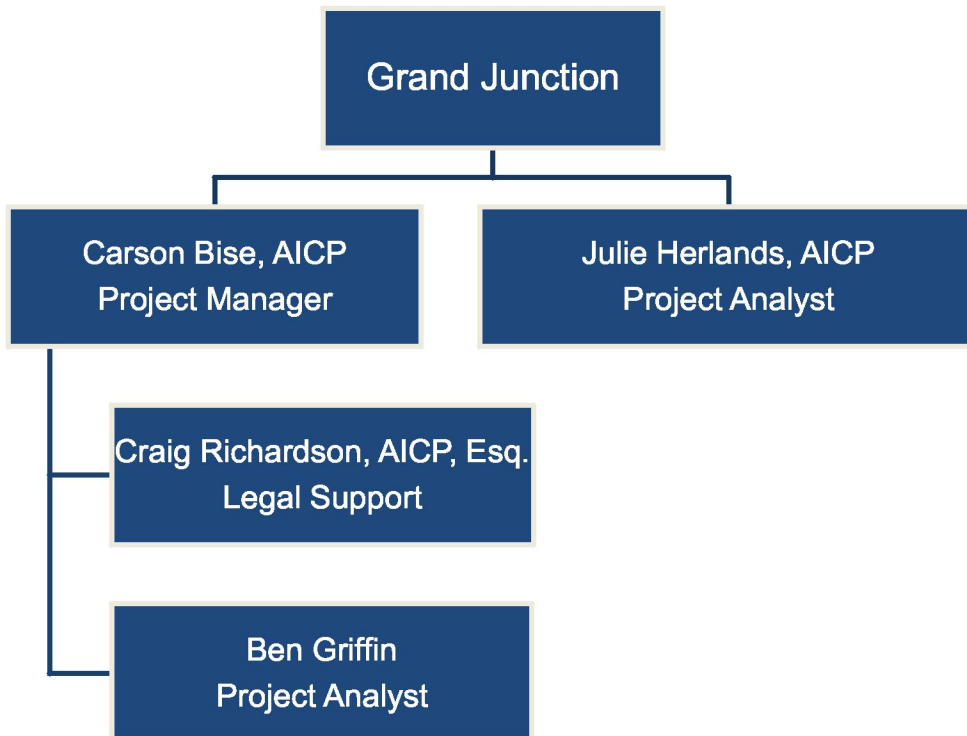 Grand Junction
Carson Bise, AICP
Project Manager
Julie Herlands, AICP
Project Analyst
Craig Richardson, AICP, Esq.
Legal Support
Ben Griffin
Project Analyst